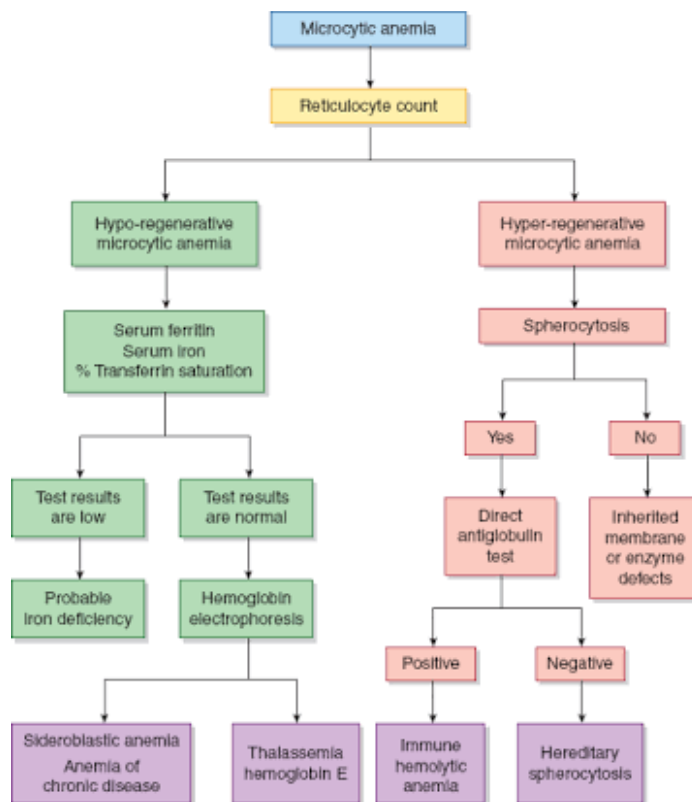 Microcytic anemia
Reticulocyte count
Hypo-regenerative
microcytic anemia
Hyper-regenerative
microcytic anemia
Serum ferritin
Serum iron
% Transferrin saturation
Spherocytosis
Yes
No
Test results
are low
Test results
are normal
Direct
antiglobulin
test
Inherited
membrane
or enzyme
defects
Probable
iron deficiency
Hemoglobin
electrophoresis
Positive
Negative
Sideroblastic anemia
Anemia of
chronic disease
Thalassemia
hemoglobin E
Immune
hemolytic
anemia
Hereditary
spherocytosis